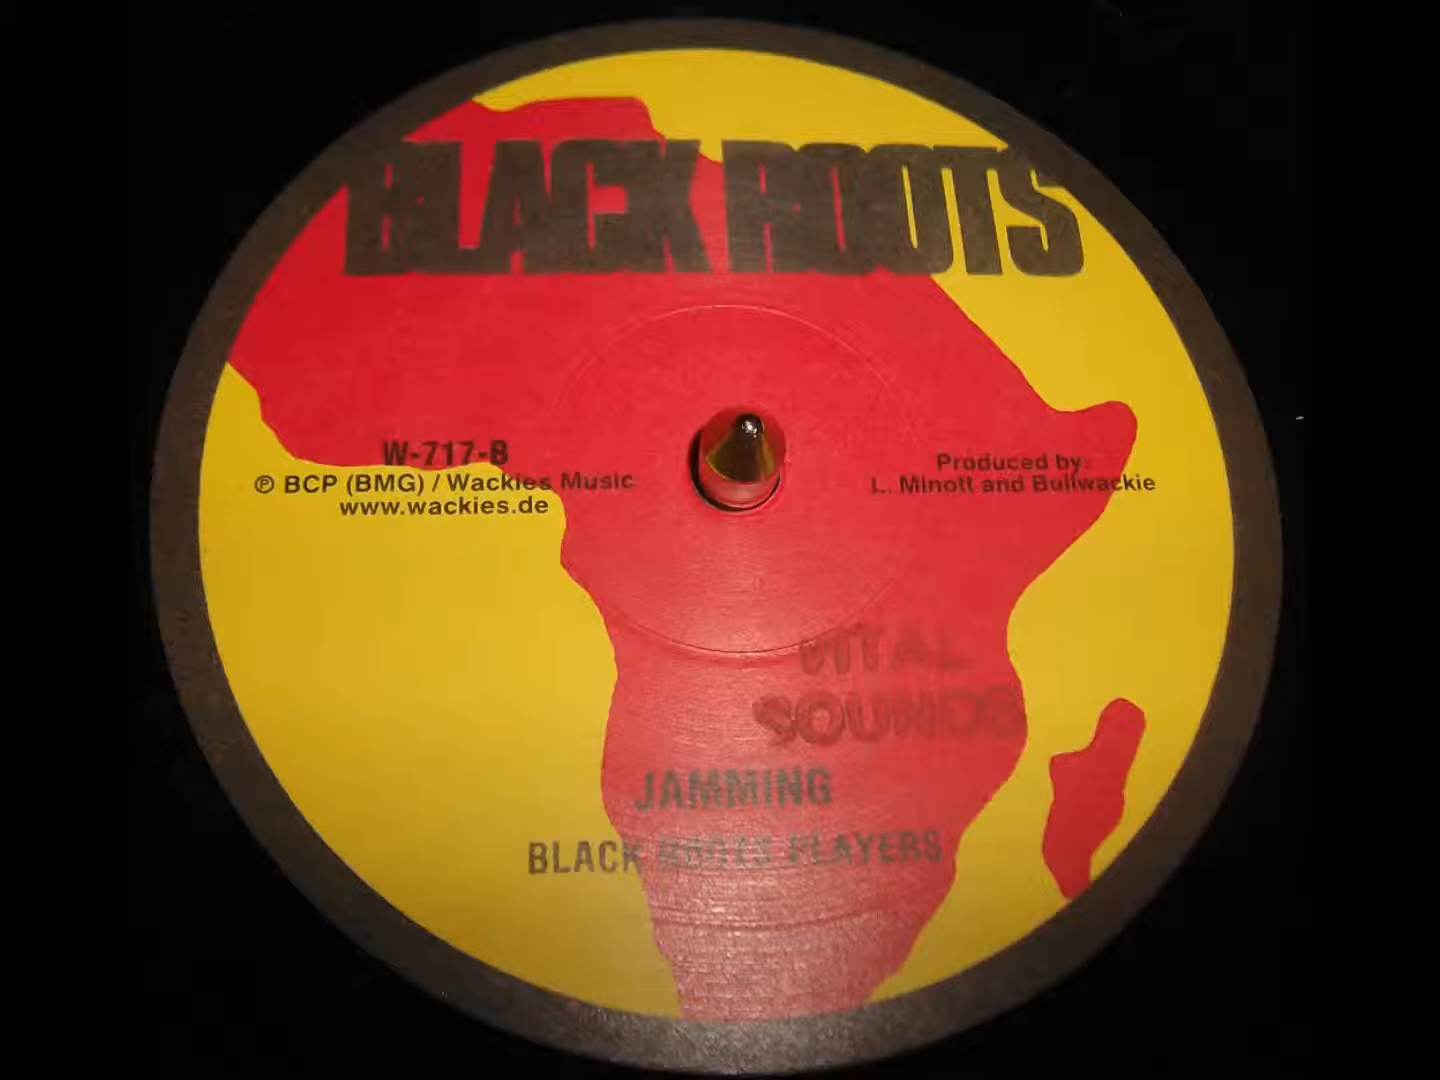 BLACK ROOTS
W-717-B
℗ BCP (BMG) / Wackies Music
www.wackies.de
Produced by:
L. Minott and Bullwackie
VITAL
SOUNDS
JAMMING
BLACK ROOTS PLAYERS